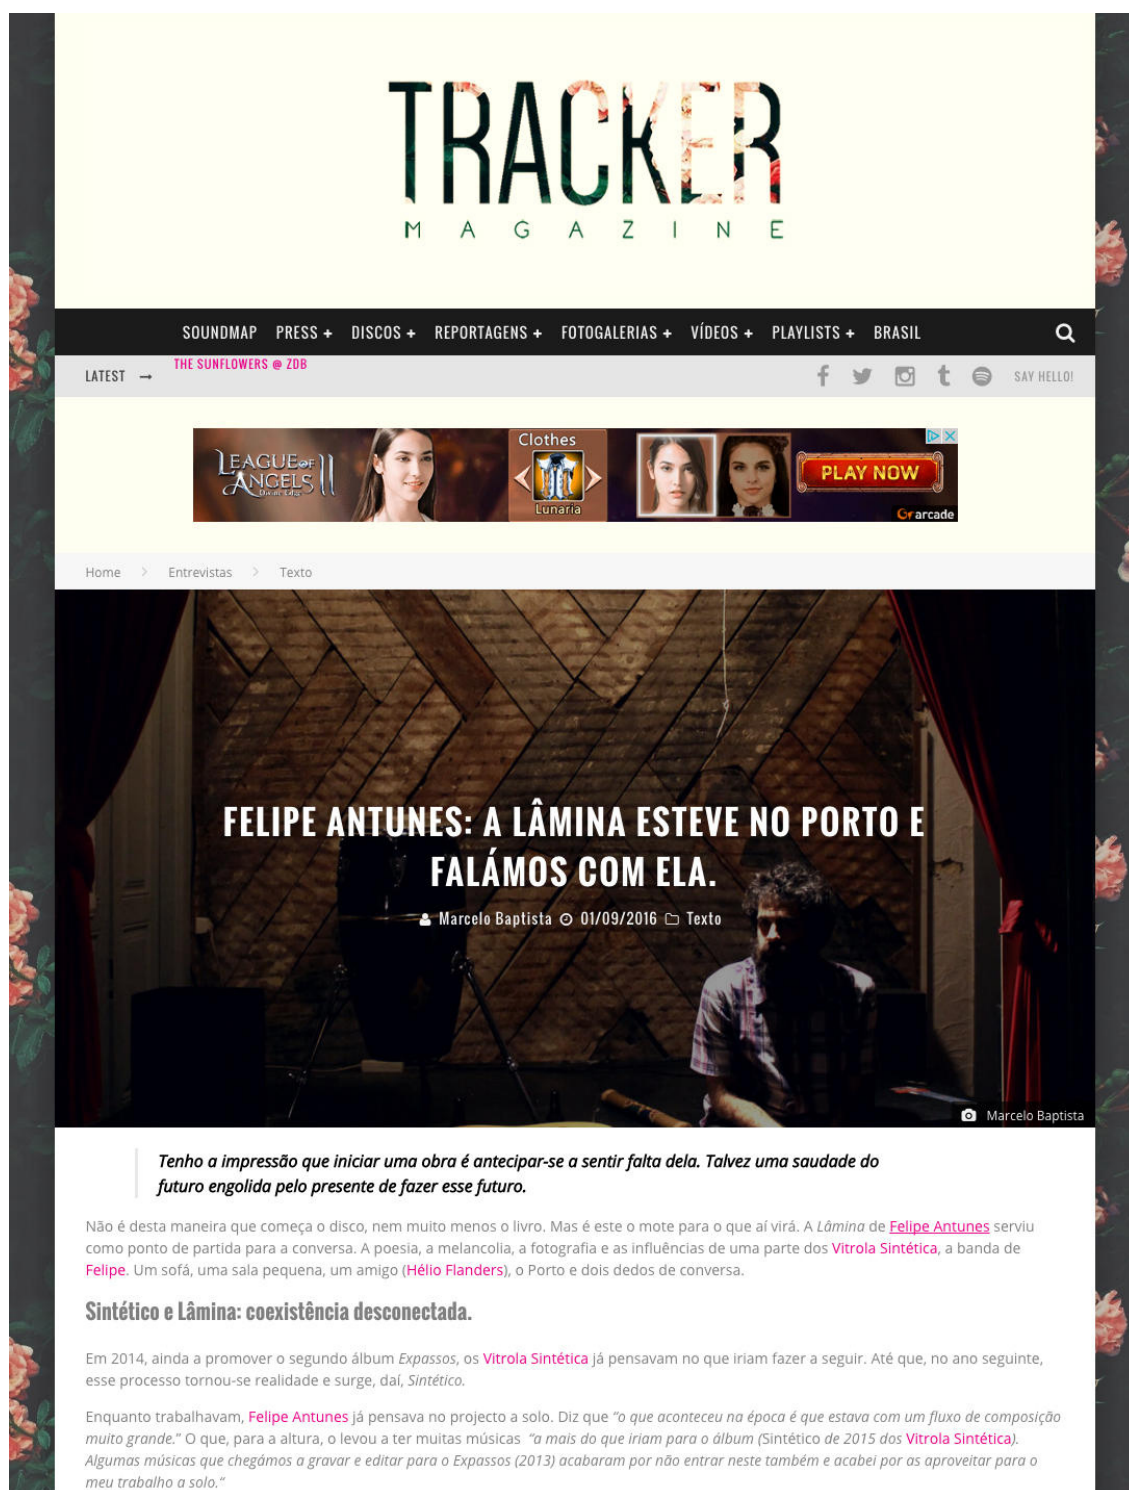 TRACKER
MAGAZINE
SOUNDMAP PRESS + DISCOS + REPORTAGENS + FOTOGALERIAS + VÍDEOS + PLAYLISTS + BRASIL
LATEST → THE SUNFLOWERS @ ZDB SAY HELLO!
LEAGUE OF ANGELS II
Clothes
Lunaria
PLAY NOW
arcade
Home > Entrevistas > Texto
FELIPE ANTUNES: A LÂMINA ESTEVE NO PORTO E
FALÁMOS COM ELA.
Marcelo Baptista 01/09/2016 Texto
Marcelo Baptista
Tenho a impressão que iniciar uma obra é antecipar-se a sentir falta dela. Talvez uma saudade do
futuro engolida pelo presente de fazer esse futuro.
Não é desta maneira que começa o disco, nem muito menos o livro. Mas é este o mote para o que aí virá. A Lâmina de Felipe Antunes serviu
como ponto de partida para a conversa. A poesia, a melancolia, a fotografia e as influências de uma parte dos Vitrola Sintética, a banda de
Felipe. Um sofá, uma sala pequena, um amigo (Hélio Flanders), o Porto e dois dedos de conversa.
Sintético e Lâmina: coexistência desconectada.
Em 2014, ainda a promover o segundo álbum Expassos, os Vitrola Sintética já pensavam no que iriam fazer a seguir. Até que, no ano seguinte,
esse processo tornou-se realidade e surge, daí, Sintético.
Enquanto trabalhavam, Felipe Antunes já pensava no projecto a solo. Diz que “o que aconteceu na época é que estava com um fluxo de composição
muito grande.” O que, para a altura, o levou a ter muitas músicas “a mais do que iriam para o álbum (Sintético de 2015 dos Vitrola Sintética).
Algumas músicas que chegámos a gravar e editar para o Expassos (2013) acabaram por não entrar neste também e acabei por as aproveitar para o
meu trabalho a solo.“